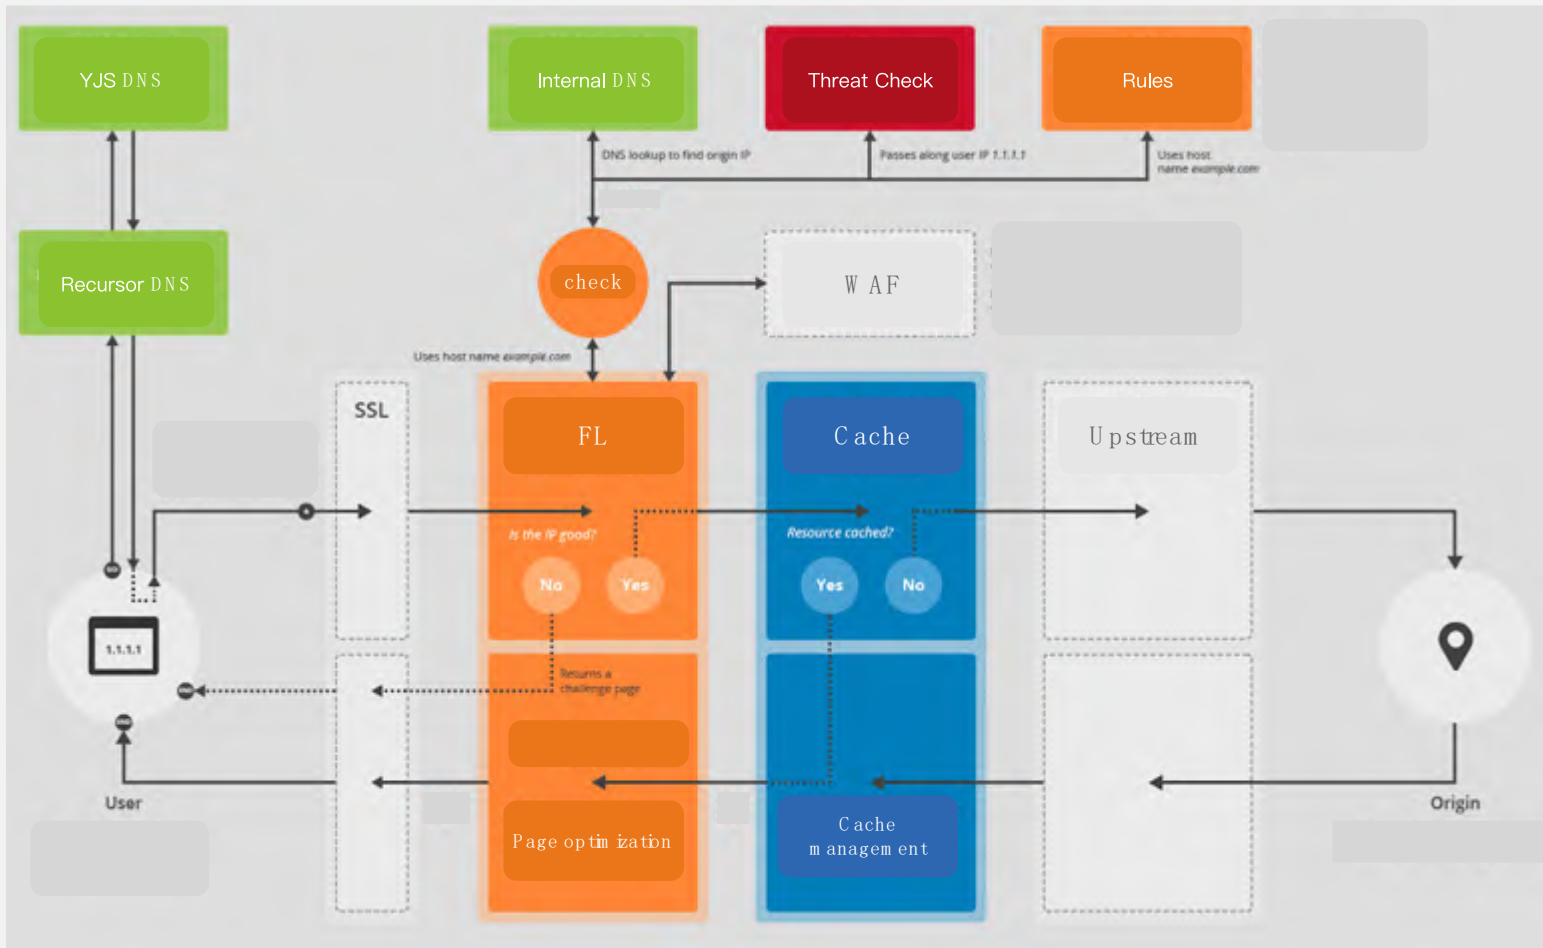 YJS DNS
Internal DNS
Threat Check
Rules
DNS lookup to find origin IP
Passes along user IP 1.1.1.1
Uses host
name example.com
Recursor DNS
check
WAF
Uses host name example.com
SSL
FL
Cache
Upstream
Is the IP good?
Resource cached?
No
Yes
Yes
No
1.1.1.1
Returns a
challenge page
User
Origin
Page optimization
Cache
management